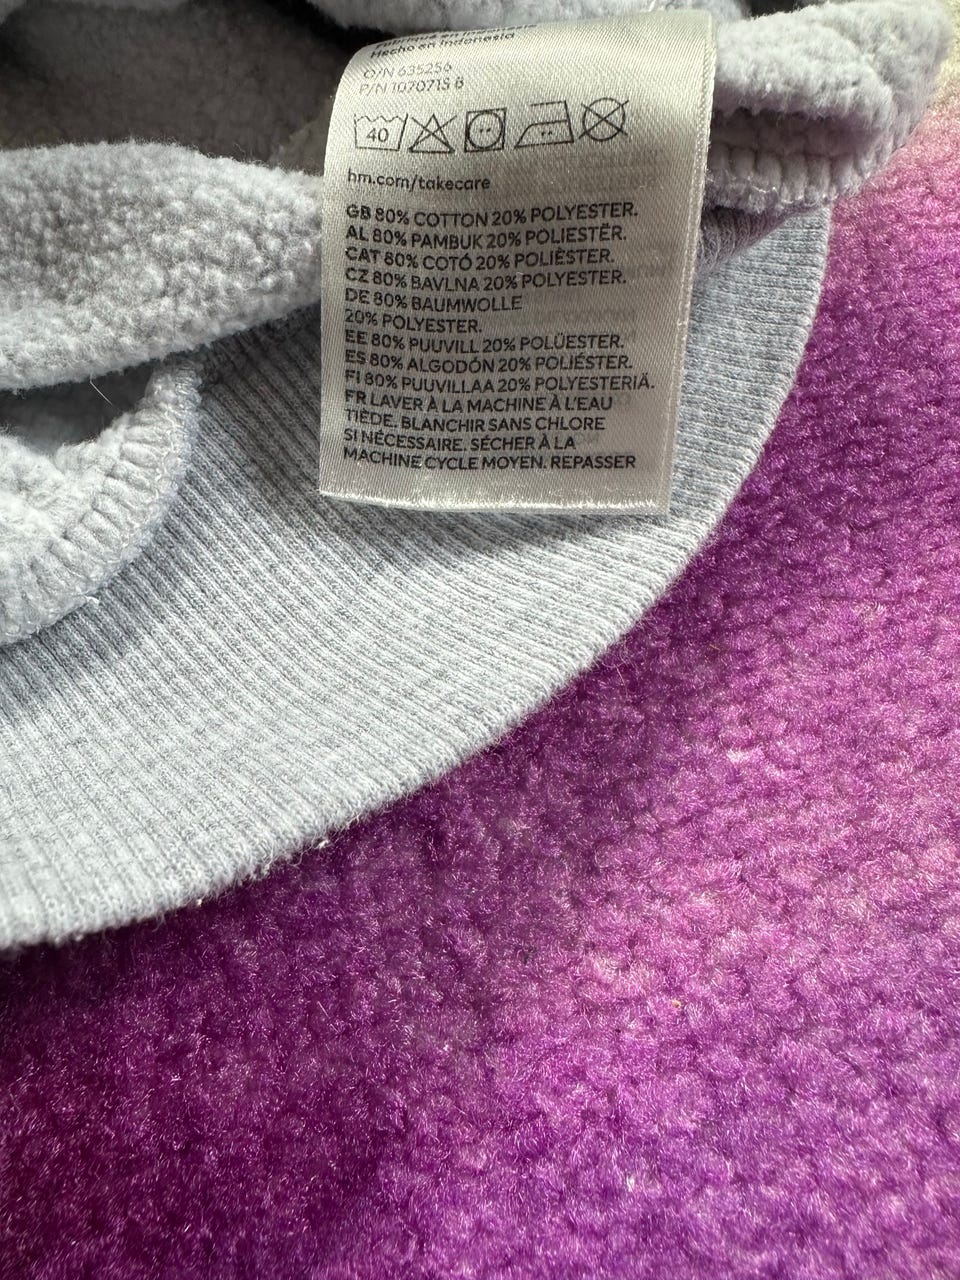 Hecho en Indonesia
O/N 635256
P/N 1070715 8
40
hm.com/takecare
GB 80% COTTON 20% POLYESTER.
AL 80% PAMBUK 20% POLIESTËR.
CAT 80% COTÓ 20% POLIÈSTER.
CZ 80% BAVLNA 20% POLYESTER.
DE 80% BAUMWOLLE
20% POLYESTER.
EE 80% PUUVILL 20% POLÜESTER.
ES 80% ALGODÓN 20% POLIÉSTER.
FI 80% PUUVILLAA 20% POLYESTERIÄ.
FR LAVER À LA MACHINE À L'EAU
TIÈDE. BLANCHIR SANS CHLORE
SI NÉCESSAIRE. SÉCHER À LA
MACHINE CYCLE MOYEN. REPASSER